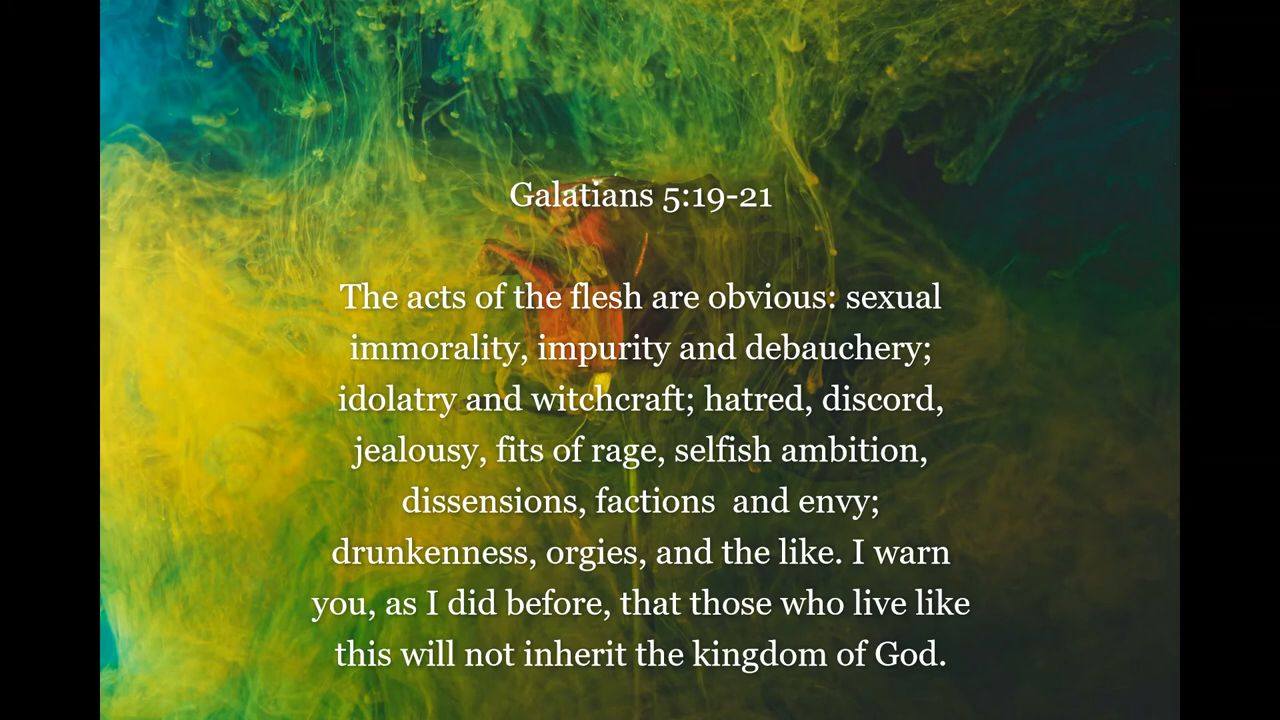 Galatians 5:19-21
The acts of the flesh are obvious: sexual
immorality, impurity and debauchery;
idolatry and witchcraft; hatred, discord,
jealousy, fits of rage, selfish ambition,
dissensions, factions  and envy;
drunkenness, orgies, and the like. I warn
you, as I did before, that those who live like
this will not inherit the kingdom of God.